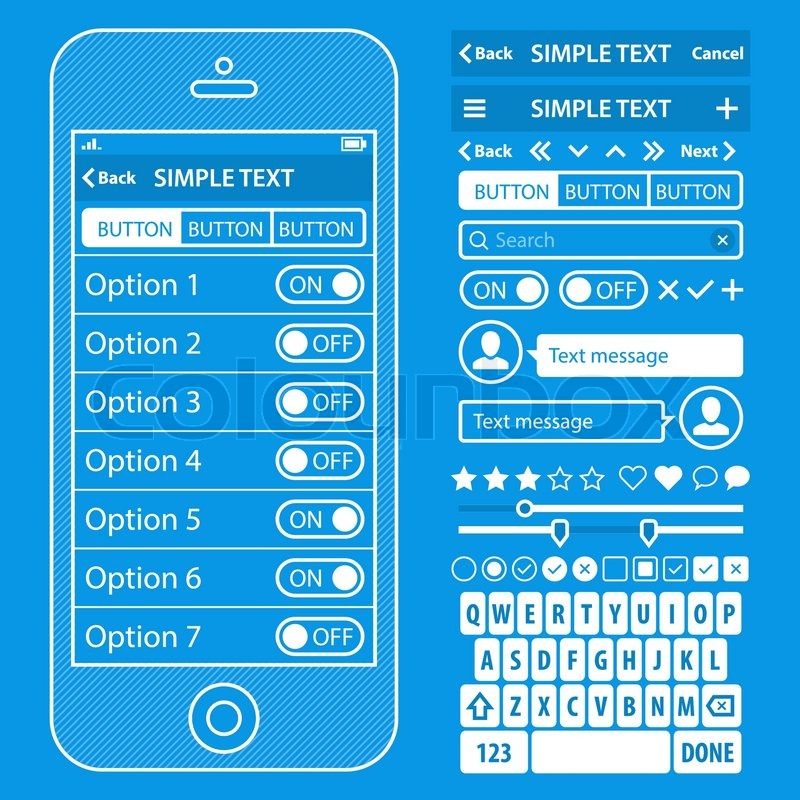 Back SIMPLE TEXT
BUTTON BUTTON BUTTON
Option 1 ON
Option 2 OFF
Option 3 OFF
Option 4 OFF
Option 5 ON
Option 6 ON
Option 7 OFF
Back SIMPLE TEXT Cancel
SIMPLE TEXT
Back Next
BUTTON BUTTON BUTTON
Search
ON OFF
Text message
Text message
Q W E R T Y U I O P
A S D F G H J K L
Z X C V B N M
123 DONE
Colourbox